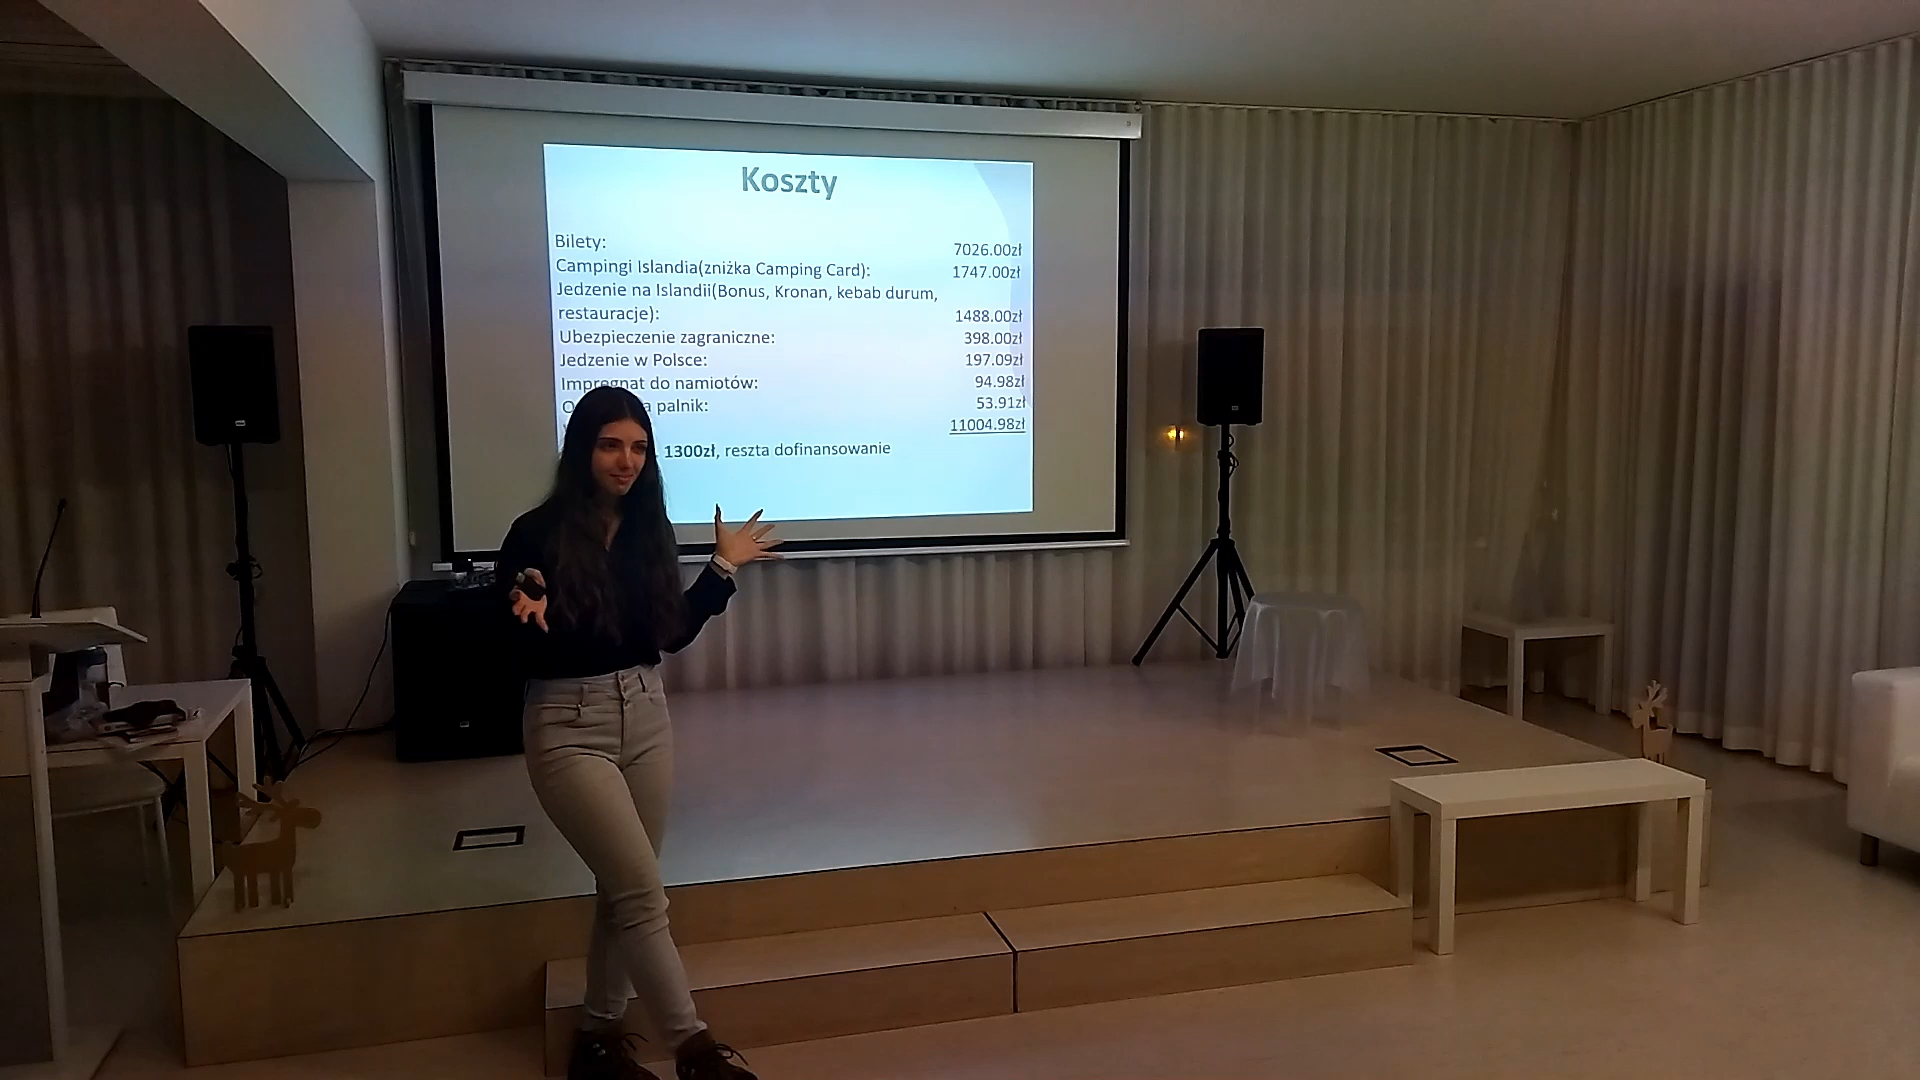 Koszty
Bilety: 7026.00zł
Campingi Islandia(zniżka Camping Card): 1747.00zł
Jedzenie na Islandii(Bonus, Kronan, kebab durum,
restauracje): 1488.00zł
Ubezpieczenie zagraniczne: 398.00zł
Jedzenie w Polsce: 197.09zł
Impregnat do namiotów: 94.98zł
palnik: 53.91zł
11004.98zł
1300zł, reszta dofinansowanie